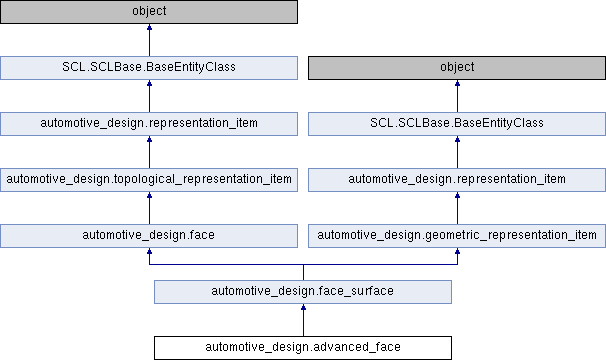 object
SCL.SCLBase.BaseEntityClass
object
automotive_design.representation_item
SCL.SCLBase.BaseEntityClass
automotive_design.topological_representation_item
automotive_design.representation_item
automotive_design.face
automotive_design.geometric_representation_item
automotive_design.face_surface
automotive_design.advanced_face